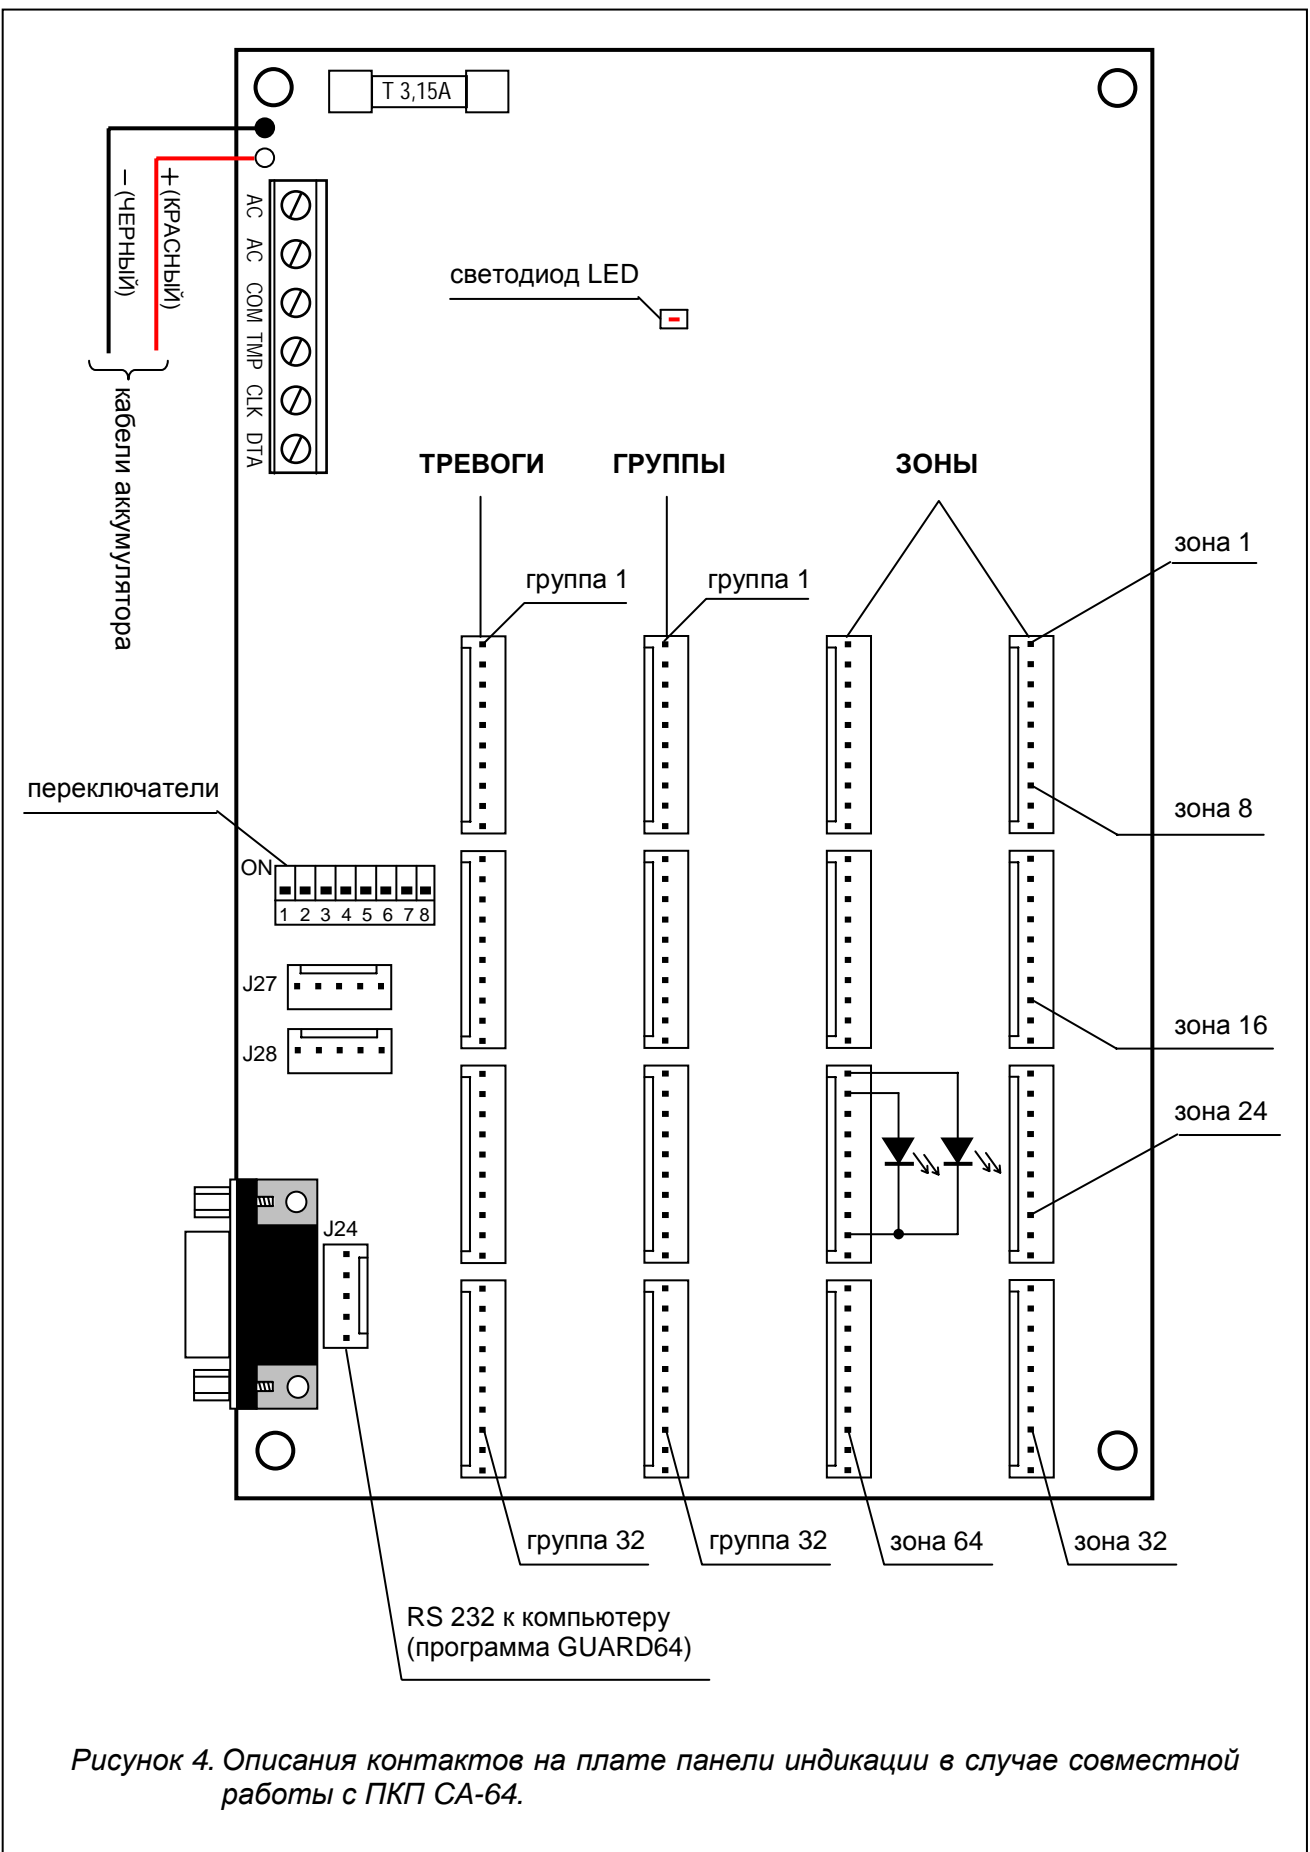 T 3,15A
– (ЧЕРНЫЙ)
+ (КРАСНЫЙ)
кабели аккумулятора
AC
AC
COM
TMP
CLK
DTA
светодиод LED
ТРЕВОГИ
ГРУППЫ
ЗОНЫ
зона 1
группа 1
группа 1
переключатели
зона 8
ON
1 2 3 4 5 6 7 8
J27
зона 16
J28
зона 24
J24
группа 32
группа 32
зона 64
зона 32
RS 232 к компьютеру
(программа GUARD64)
Рисунок 4. Описания контактов на плате панели индикации в случае совместной
работы с ПКП CA-64.